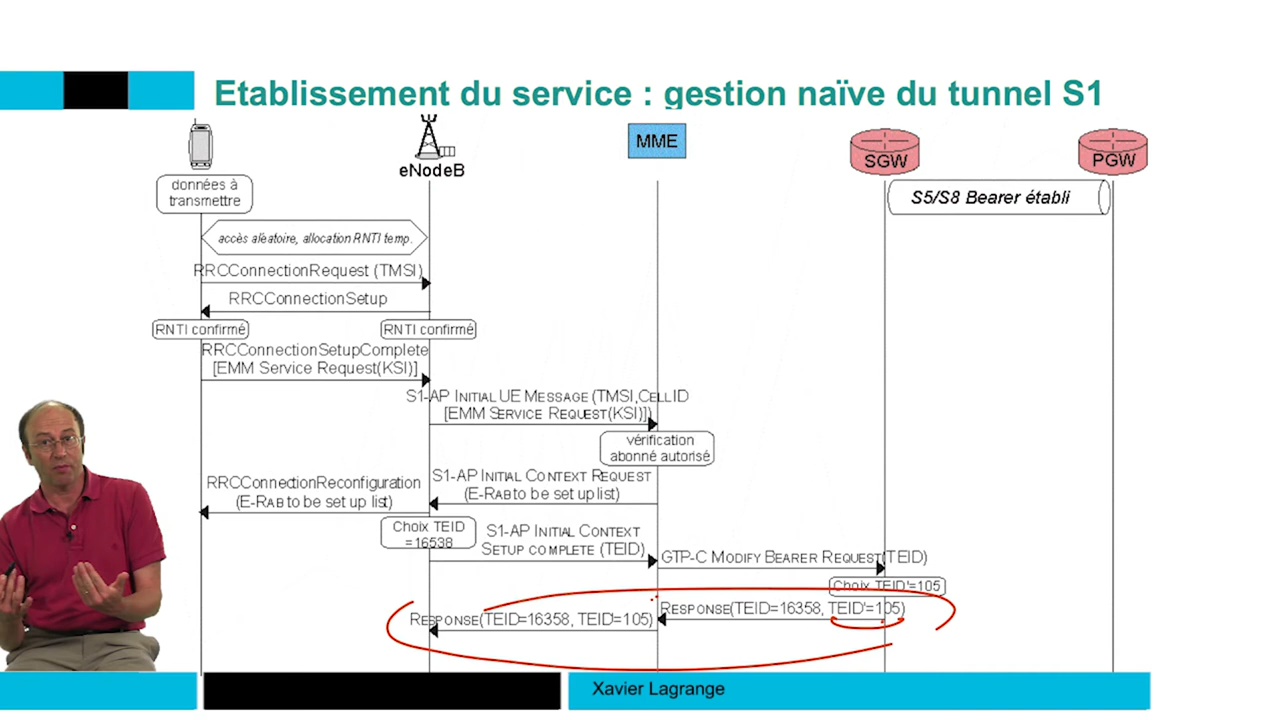 Etablissement du service : gestion naïve du tunnel S1
MME
SGW
PGW
eNodeB
données à
transmettre
S5/S8 Bearer établi
accès aléatoire, allocation RNTI temp.
RRCConnectionRequest (TMSI)
RRCConnectionSetup
RNTI confirmé
RNTI confirmé
RRCConnectionSetupComplete
[EMM Service Request(KSI)]
S1-AP INITIAL UE MESSAGE (TMSI,CELLID
[EMM SERVICE REQUEST(KSI)])
vérification
abonné autorisé
S1-AP INITIAL CONTEXT REQUEST
(E-RAB to be set up list)
RRCConnectionReconfiguration
(E-RAB to be set up list)
Choix TEID
=16538
S1-AP INITIAL CONTEXT
SETUP COMPLETE (TEID)
GTP-C MODIFY BEARER REQUEST(TEID)
Choix TEID'=105
RESPONSE(TEID=16358, TEID'=105)
RESPONSE(TEID=16358, TEID'=105)
Xavier Lagrange